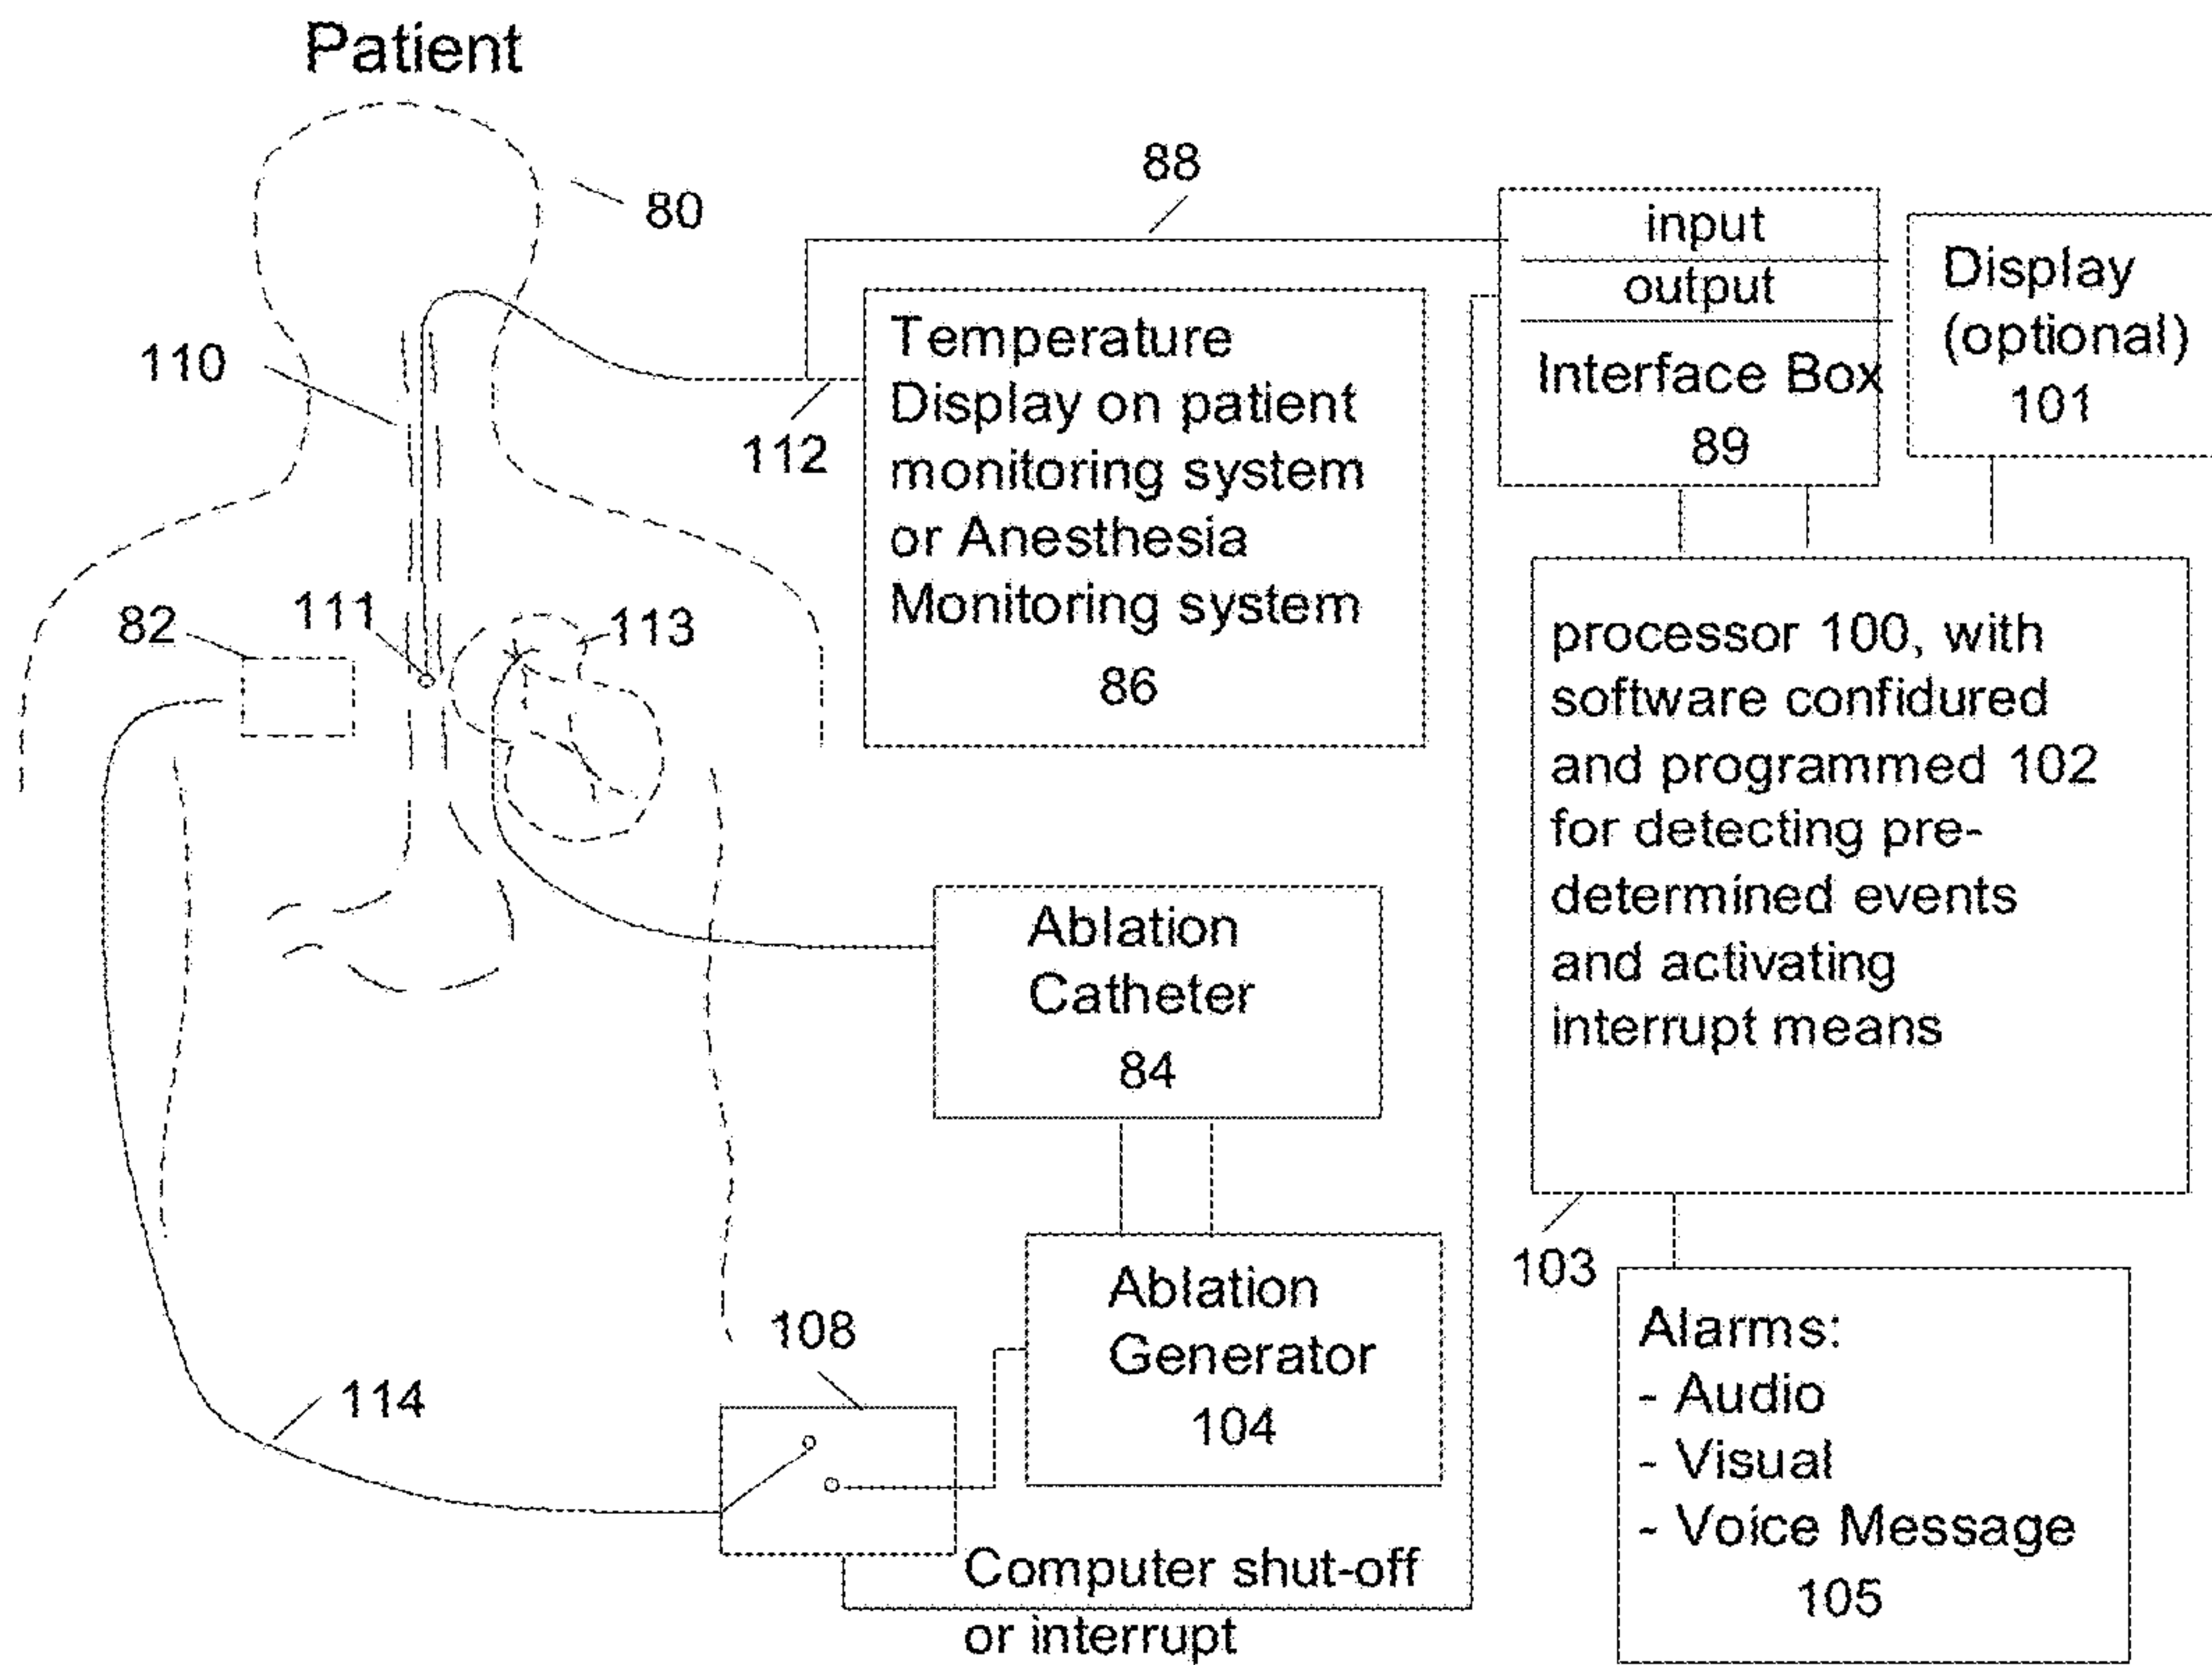 Patient
80
88
110
112
82
111
113
Temperature
Display on patient
monitoring system
or Anesthesia
Monitoring system
86
input
output
Interface Box
89
Display
(optional)
101
processor 100, with
software confidured
and programmed 102
for detecting pre-
determined events
and activating
interrupt means
103
Ablation
Catheter
84
Ablation
Generator
104
108
114
Computer shut-off
or interrupt
Alarms:
- Audio
- Visual
- Voice Message
105